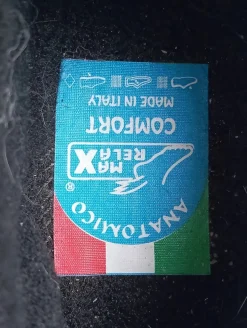 ANATOMICO
®
MAX
RELAX
COMFORT
MADE IN ITALY